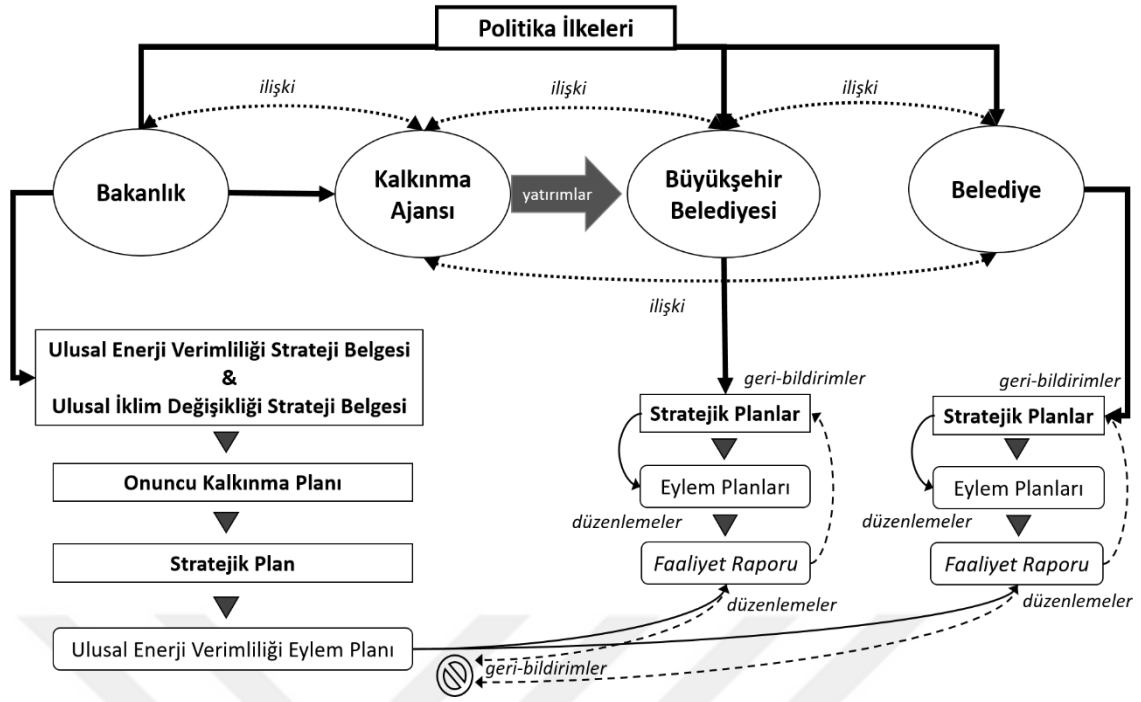 Politika İlkeleri
ilişki
ilişki
ilişki
Bakanlık
Kalkınma
Ajansı
yatırımlar
Büyükşehir
Belediyesi
Belediye
ilişki
Ulusal Enerji Verimliliği Strateji Belgesi
&
Ulusal İklim Değişikliği Strateji Belgesi
Onuncu Kalkınma Planı
Stratejik Plan
Ulusal Enerji Verimliliği Eylem Planı
geri-bildirimler
Stratejik Planlar
Eylem Planları
düzenlemeler
Faaliyet Raporu
düzenlemeler
geri-bildirimler
geri-bildirimler
Stratejik Planlar
Eylem Planları
düzenlemeler
Faaliyet Raporu
düzenlemeler